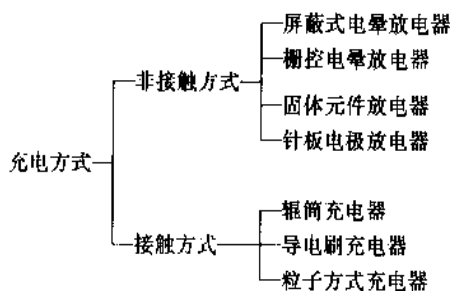 充电方式
非接触方式
屏蔽式电晕放电器
栅控电晕放电器
固体元件放电器
针板电极放电器
接触方式
辊筒充电器
导电刷充电器
粒子方式充电器